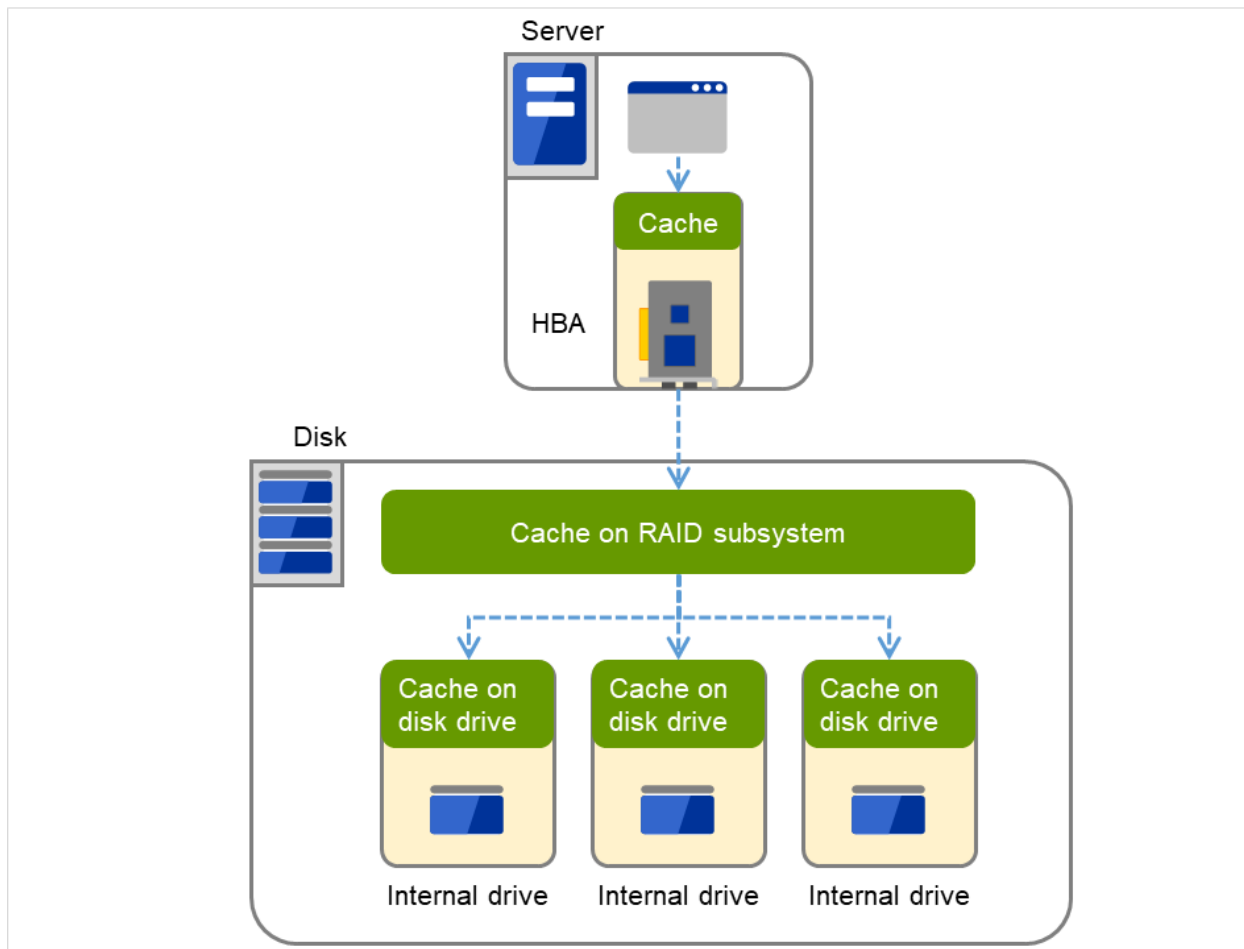 Server
Cache
HBA
Disk
Cache on RAID subsystem
Cache on
disk drive
Cache on
disk drive
Cache on
disk drive
Internal drive
Internal drive
Internal drive